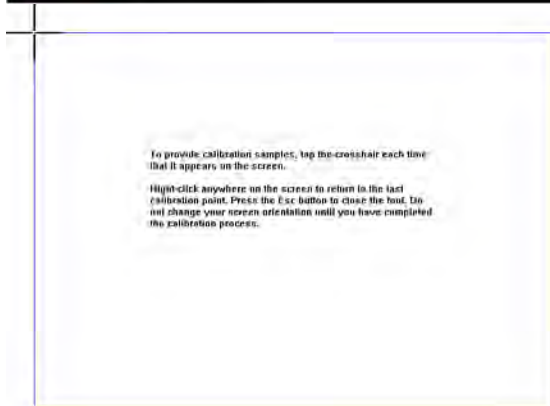 To provide calibration samples, tap the crosshair each time
that it appears on the screen.
Right-click anywhere on the screen to return to the last
calibration point. Press the Esc button to close the tool. Do
not change your screen orientation until you have completed
the calibration process.